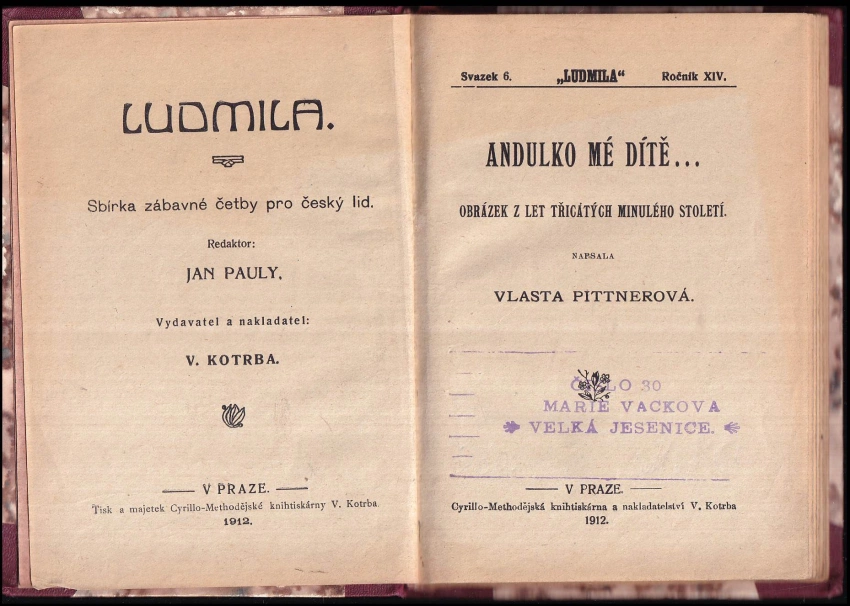 LUDMILA.
Sbírka zábavné četby pro český lid.
Redaktor:
JAN PAULY,
Vydavatel a nakladatel:
V. KOTRBA.
V PRAZE.
Tisk a majetek Cyrillo-Methodějské knihtiskárny V. Kotrba.
1912.
Svazek 6. „LUDMILA“ Ročník XIV.
ANDULKO MÉ DÍTĚ...
OBRÁZEK Z LET TŘICÁTÝCH MINULÉHO STOLETÍ.
NAPSALA
VLASTA PITTNEROVÁ.
ČÍSLO 30
MARIE VACKOVA
VELKÁ JESENICE.
V PRAZE.
Cyrillo-Methodějská knihtiskárna a nakladatelství V. Kotrba
1912.